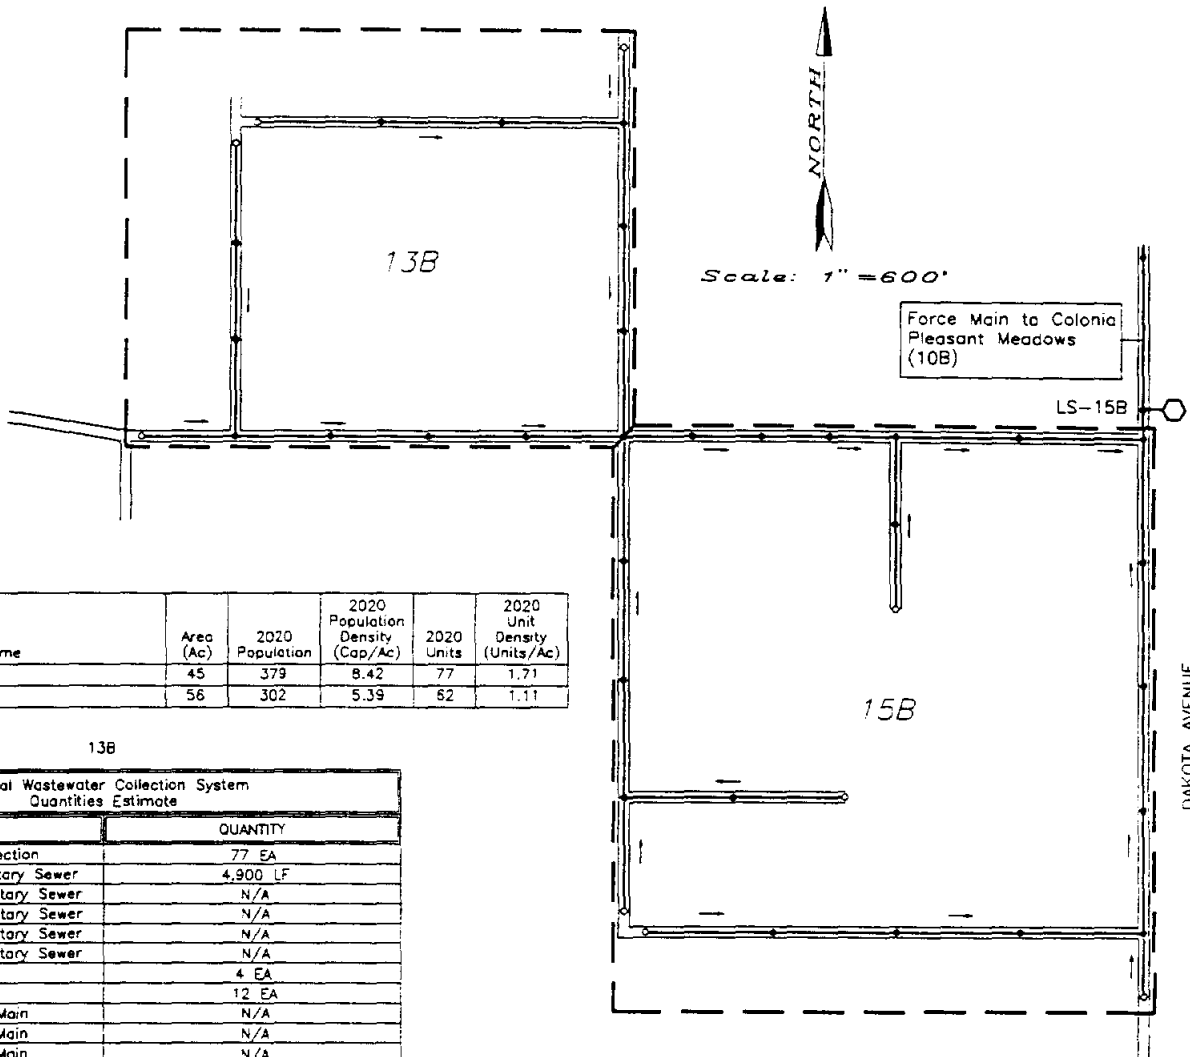 NORTH
13B
Scale: 1"=600'
Force Main to Colonia
Pleasant Meadows
(10B)
LS-15B
15B
DAKOTA AVENUE
me
Area
(Ac)
2020
Population
2020
Population
Density
(Cap/Ac)
2020
Units
2020
Unit
Density
(Units/Ac)
45 379 8.42 77 1.71
56 302 5.39 62 1.11
13B
al Wastewater Collection System
Quantities Estimate
QUANTITY
ection 77 EA
tary Sewer 4,900 LF
tary Sewer N/A
tary Sewer N/A
tary Sewer N/A
tary Sewer N/A
4 EA
12 EA
Main N/A
Main N/A
Main N/A